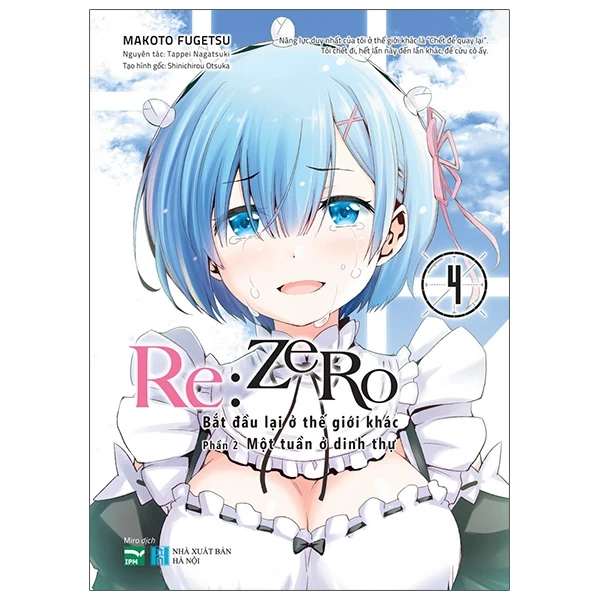 MAKOTO FUGETSU
Nguyên tác: Tappei Nagatsuki
Tạo hình gốc: Shinichirou Otsuka
Năng lực duy nhất của tôi ở thế giới khác là "Chết để quay lại".
Tôi chết đi, hết lần này đến lần khác, để cứu cô ấy.
4
Re:ZeRo
Bắt đầu lại ở thế giới khác
Phần 2 Một tuần ở dinh thự
Miro dịch
IPM
NHÀ XUẤT BẢN
HÀ NỘI